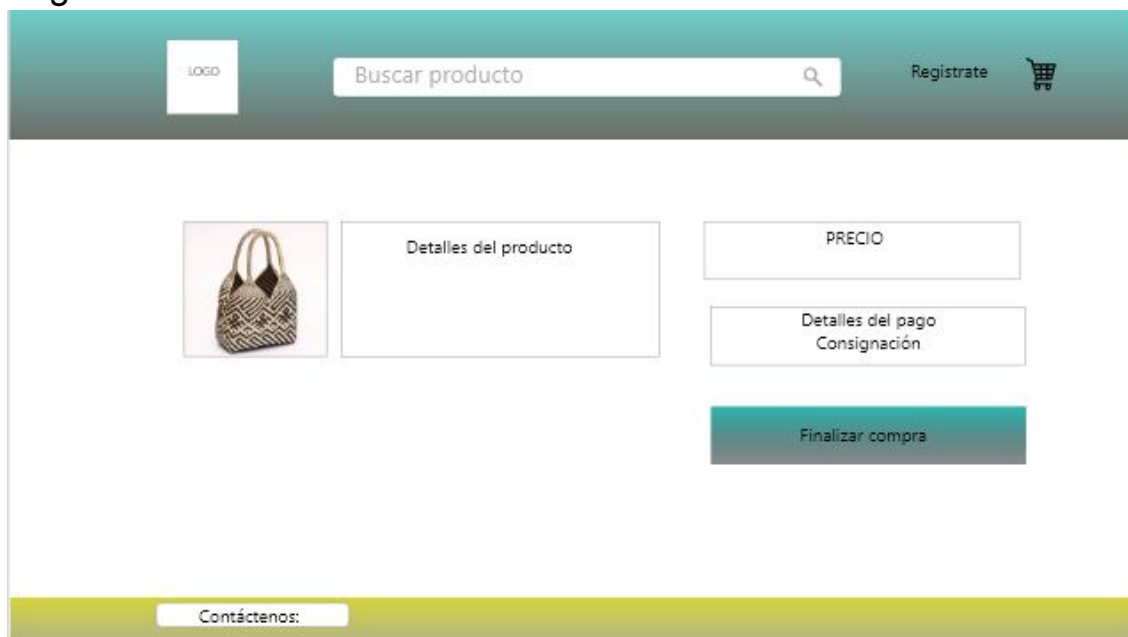 LOGO
Buscar producto
Registrate
Detalles del producto
PRECIO
Detalles del pago
Consignación
Finalizar compra
Contáctenos: